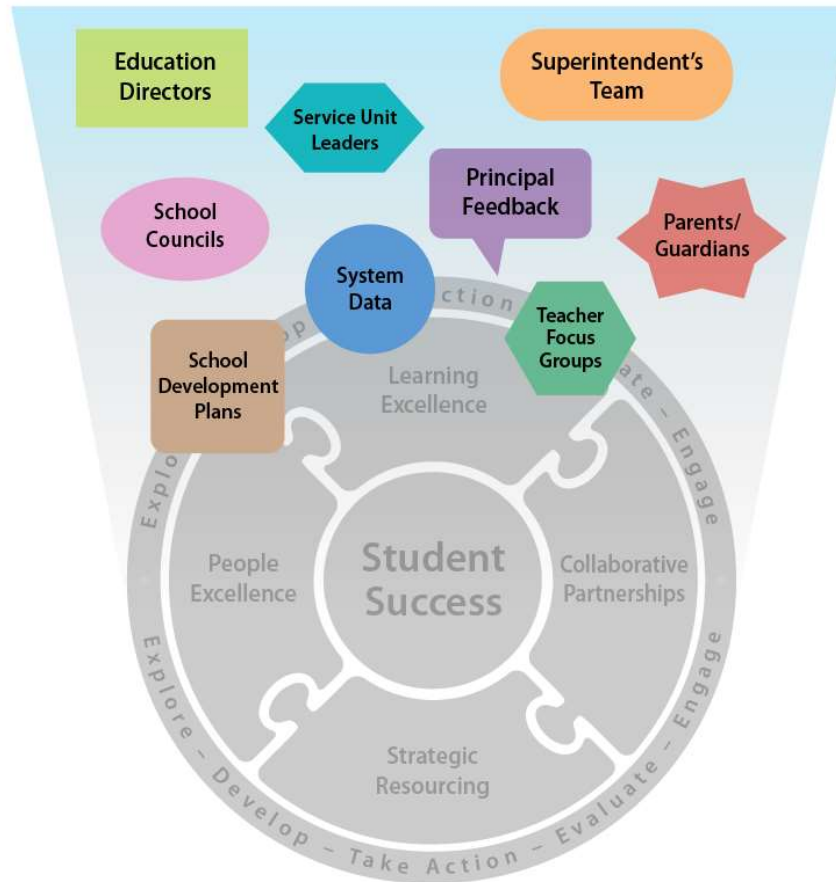 Education
Directors
Superintendent's
Team
Service Unit
Leaders
Principal
Feedback
School
Councils
Parents/
Guardians
System
Data
Teacher
Focus
Groups
School
Development
Plans
Learning
Excellence
People
Excellence
Student
Success
Collaborative
Partnerships
Strategic
Resourcing
Explore – Develop – Take Action – Evaluate – Engage